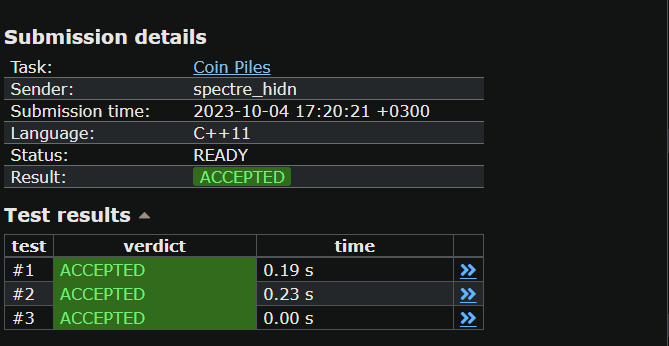 Submission details
Task: Coin Piles
Sender: spectre_hidn
Submission time: 2023-10-04 17:20:21 +0300
Language: C++11
Status: READY
Result: ACCEPTED
Test results
test verdict time
#1 ACCEPTED 0.19 s
#2 ACCEPTED 0.23 s
#3 ACCEPTED 0.00 s